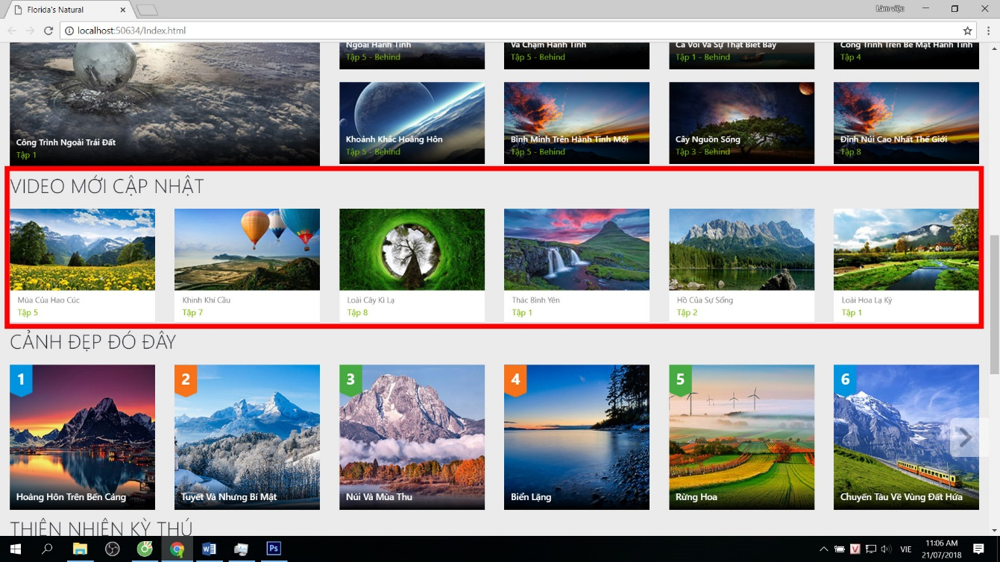 Florida's Natural
Làm việc
localhost:50634/Index.html
Ngoài Hành Tinh
Tập 5 - Behind
Va Chạm Hành Tinh
Tập 5 - Behind
Cá Voi Và Sự Thật Biết Bay
Tập 1 - Behind
Công Trình Trên Bề Mặt Hành Tinh
Tập 4
Công Trình Ngoài Trái Đất
Tập 1
Khoảnh Khắc Hoàng Hôn
Tập 5 - Behind
Bình Minh Trên Hành Tinh Mới
Tập 5 - Behind
Cây Nguồn Sống
Tập 3 - Behind
Đỉnh Núi Cao Nhất Thế Giới
Tập 8
VIDEO MỚI CẬP NHẬT
Mùa Của Hao Cúc
Tập 5
Khinh Khí Cầu
Tập 7
Loài Cây Kì Lạ
Tập 8
Thác Bình Yên
Tập 1
Hồ Của Sự Sống
Tập 2
Loài Hoa Lạ Kỳ
Tập 1
CẢNH ĐẸP ĐÓ ĐÂY
1
Hoàng Hôn Trên Bến Cảng
2
Tuyết Và Nhưng Bí Mật
3
Núi Và Mùa Thu
4
Biển Lặng
5
Rừng Hoa
6
Chuyến Tàu Về Vùng Đất Hứa
THIÊN NHIÊN KỲ THÚ
VIE
11:06 AM
21/07/2018